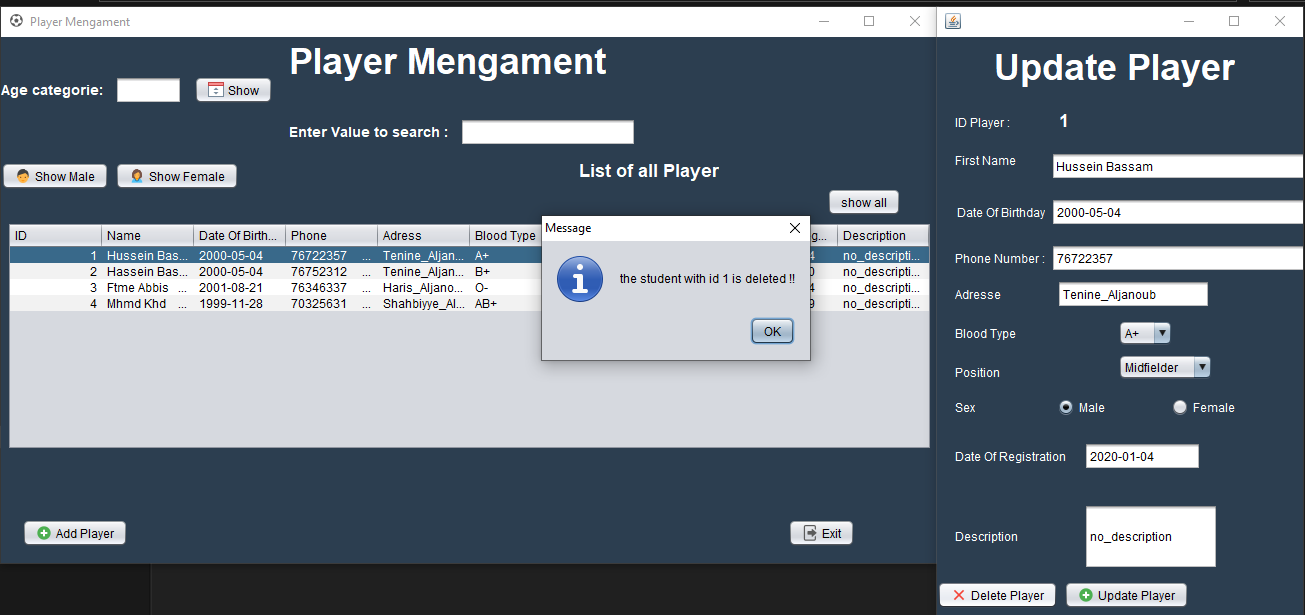 Player Mengament
Player Mengament
Age categorie:
Show
Enter Value to search :
Show Male
Show Female
List of all Player
show all
ID Name Date Of Birth... Phone Adress Blood Type g... Description
1 Hussein Bas... 2000-05-04 76722357 ... Tenine_Aljan... A+ no_descripti...
2 Hassein Bas... 2000-05-04 76752312 ... Tenine_Aljan... B+ 0 no_descripti...
3 Ftme Abbis ... 2001-08-21 76346337 ... Haris_Aljano... O- 4 no_descripti...
4 Mhmd Khd ... 1999-11-28 70325631 ... Shahbiyye_Al... AB+ 9 no_descripti...
Message
the student with id 1 is deleted !!
OK
Add Player
Exit
Update Player
ID Player : 1
First Name Hussein Bassam
Date Of Birthday 2000-05-04
Phone Number : 76722357
Adresse Tenine_Aljanoub
Blood Type A+
Position Midfielder
Sex Male Female
Date Of Registration 2020-01-04
Description no_description
Delete Player
Update Player